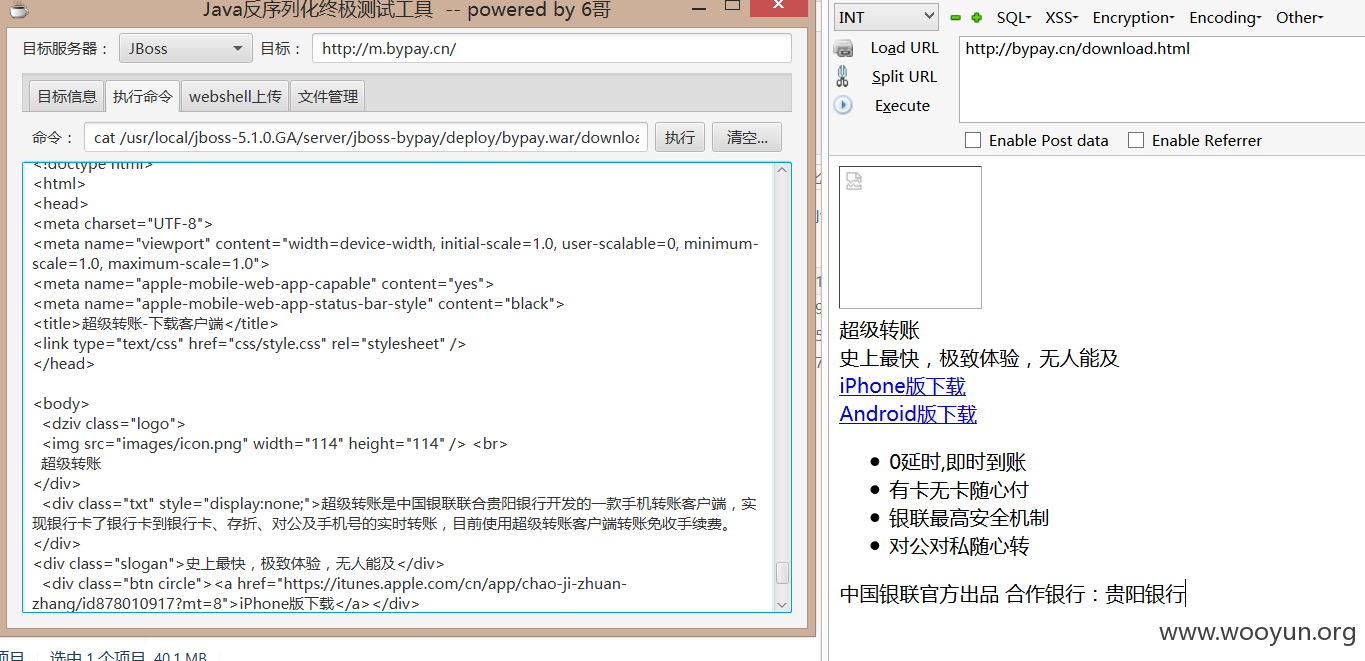 Java反序列化终极测试工具 -- powered by 6哥
目标服务器： JBoss 目标： http://m.bypay.cn/
目标信息 执行命令 webshell上传 文件管理
命令： cat /usr/local/jboss-5.1.0.GA/server/jboss-bypay/deploy/bypay.war/downloa 执行 清空...
<!doctype html>
<html>
<head>
<meta charset="UTF-8">
<meta name="viewport" content="width=device-width, initial-scale=1.0, user-scalable=0, minimum-
scale=1.0, maximum-scale=1.0">
<meta name="apple-mobile-web-app-capable" content="yes">
<meta name="apple-mobile-web-app-status-bar-style" content="black">
<title>超级转账-下载客户端</title>
<link type="text/css" href="css/style.css" rel="stylesheet" />
</head>
<body>
<dziv class="logo">
<img src="images/icon.png" width="114" height="114" /> <br>
超级转账
</div>
<div class="txt" style="display:none;">超级转账是中国银联联合贵阳银行开发的一款手机转账客户端，实
现银行卡了银行卡到银行卡、存折、对公及手机号的实时转账，目前使用超级转账客户端转账免收手续费。
</div>
<div class="slogan">史上最快，极致体验，无人能及</div>
<div class="btn circle"><a href="https://itunes.apple.com/cn/app/chao-ji-zhuan-
zhang/id878010917?mt=8">iPhone版下载</a></div>
项目 选中 1 个项目 40.1 MB
INT SQL XSS Encryption Encoding Other
Load URL http://bypay.cn/download.html
Split URL
Execute
Enable Post data Enable Referrer
超级转账
史上最快，极致体验，无人能及
iPhone版下载
Android版下载
0延时,即时到账
有卡无卡随心付
银联最高安全机制
对公对私随心转
中国银联官方出品 合作银行：贵阳银行
www.wooyun.org